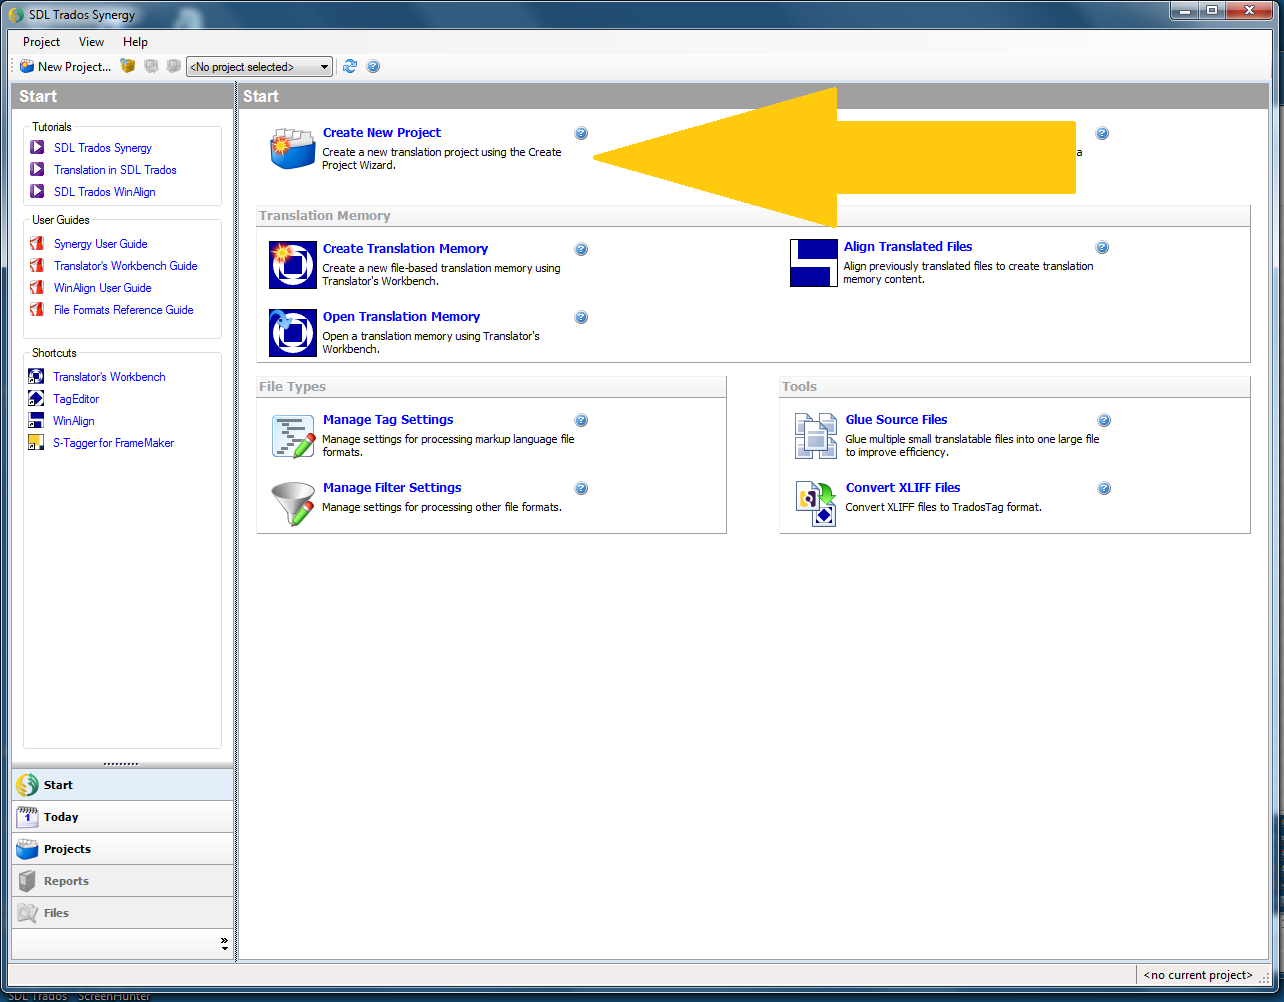 SDL Trados Synergy
Project View Help
New Project... <No project selected>
Start
Tutorials
SDL Trados Synergy
Translation in SDL Trados
SDL Trados WinAlign
User Guides
Synergy User Guide
Translator's Workbench Guide
WinAlign User Guide
File Formats Reference Guide
Shortcuts
Translator's Workbench
TagEditor
WinAlign
S-Tagger for FrameMaker
Start
Today
1
Projects
Reports
Files
Start
Create New Project
Create a new translation project using the Create
Project Wizard.
a
Translation Memory
Create Translation Memory
Create a new file-based translation memory using
Translator's Workbench.
Align Translated Files
Align previously translated files to create translation
memory content.
Open Translation Memory
Open a translation memory using Translator's
Workbench.
File Types
Manage Tag Settings
Manage settings for processing markup language file
formats.
Manage Filter Settings
Manage settings for processing other file formats.
Tools
Glue Source Files
Glue multiple small translatable files into one large file
to improve efficiency.
Convert XLIFF Files
Convert XLIFF files to TradosTag format.
<no current project>
SDL Trados ScreenHunter